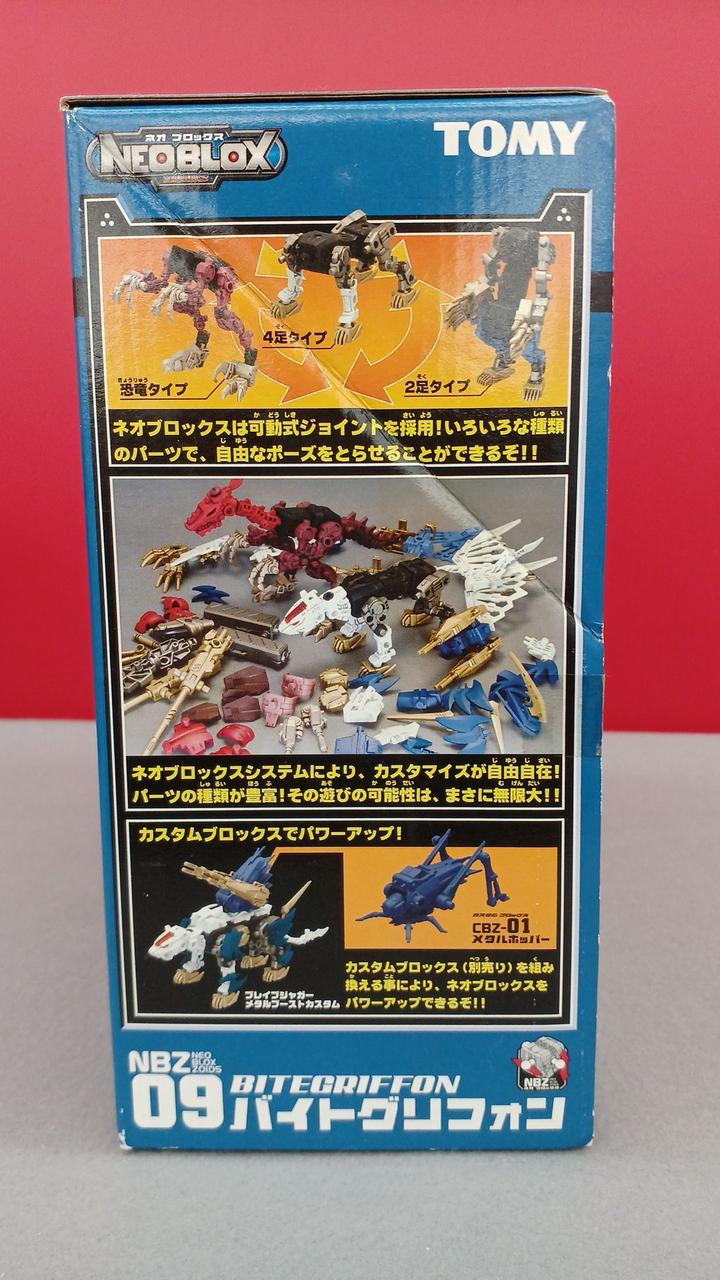 ネオ ブロックス
NEOBLOX
TOMY
4足タイプ
恐竜タイプ
2足タイプ
ネオブロックスは可動式ジョイントを採用!いろいろな種類
のパーツで、自由なポーズをとらせることができるぞ!!
ネオブロックスシステムにより、カスタマイズが自由自在!
パーツの種類が豊富!その遊びの可能性は、まさに無限大!!
カスタムブロックスでパワーアップ!
カスタム ブロックス
CBZ-01
メタルホッパー
ブレイブジャガー
メタルブーストカスタム
カスタムブロックス(別売り)を組み
換える事により、ネオブロックスを
パワーアップできるぞ!!
NBZ NEO BLOX ZOIDS
09 BITEGRIFFON
バイトグリフォン
NBZ